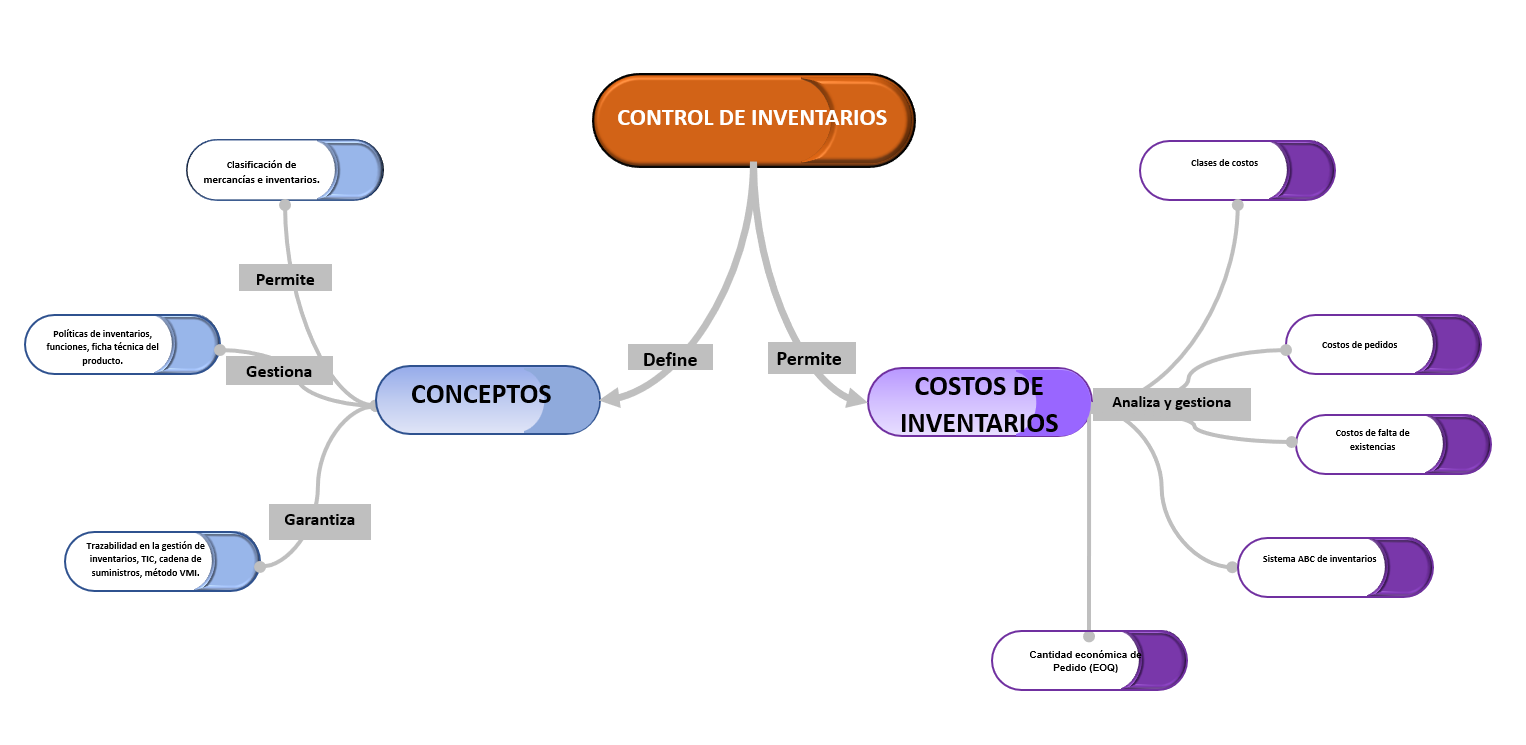 CONTROL DE INVENTARIOS
Clasificación de
mercancías e inventarios.
Permite
Políticas de inventarios,
funciones, ficha técnica del
producto.
Gestiona
Define
CONCEPTOS
Garantiza
Trazabilidad en la gestión de
inventarios, TIC, cadena de
suministros, método VMI.
Permite
COSTOS DE
INVENTARIOS
Analiza y gestiona
Clases de costos
Costos de pedidos
Costos de falta de
existencias
Sistema ABC de inventarios
Cantidad económica de
Pedido (EOQ)